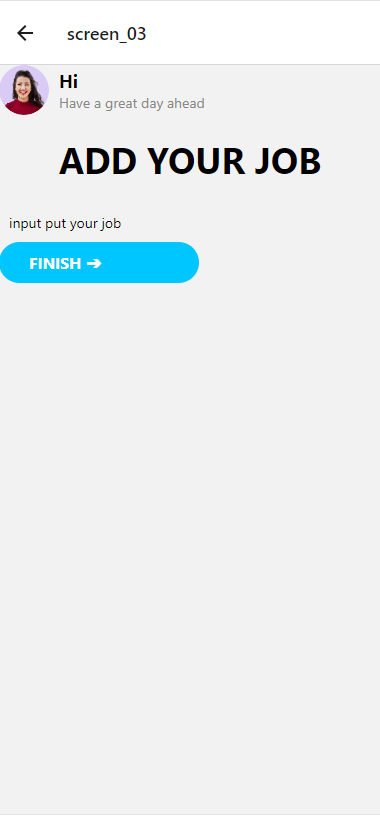 screen_03
Hi
Have a great day ahead
ADD YOUR JOB
input put your job
FINISH ➔